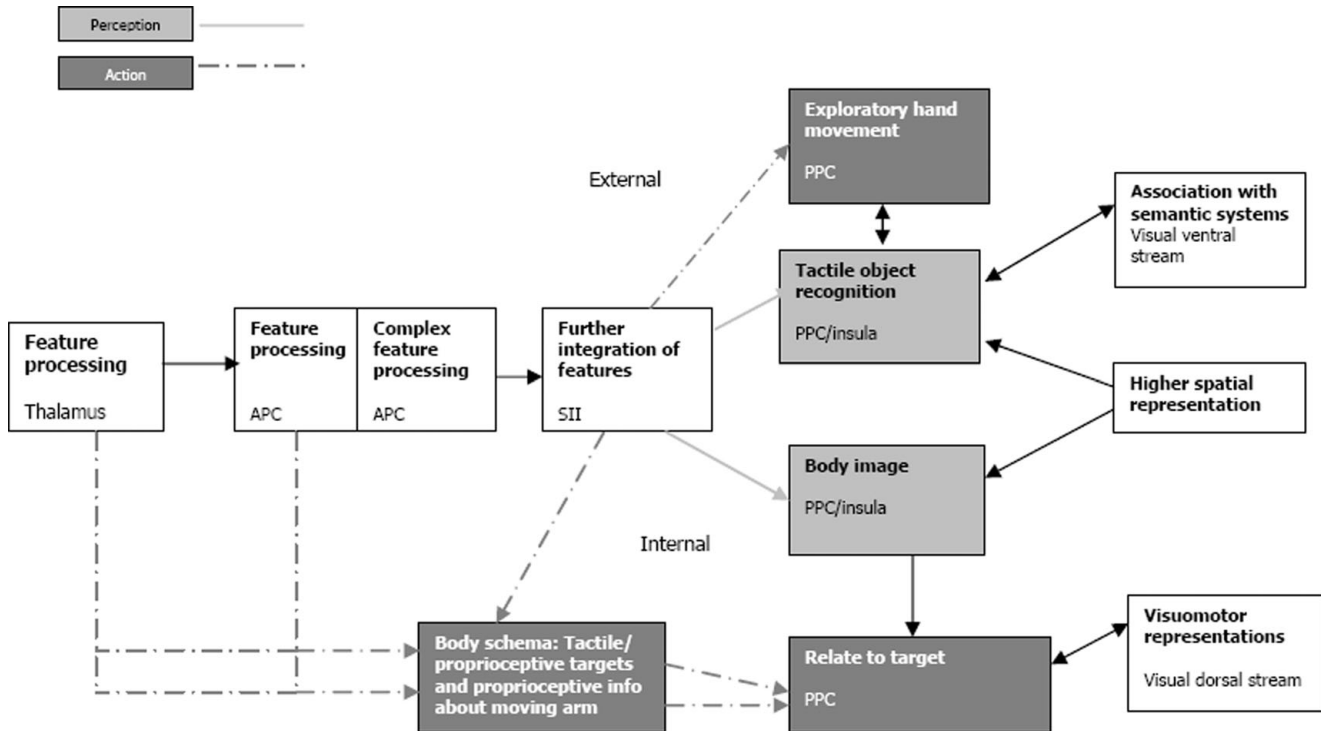 Perception
Action
Exploratory hand
movement
PPC
External
Association with
semantic systems
Visual ventral
stream
Tactile object
recognition
PPC/insula
Feature
processing
Thalamus
Feature
processing
APC
Complex
feature
processing
APC
Further
integration of
features
SII
Higher spatial
representation
Body image
PPC/insula
Internal
Body schema: Tactile/
proprioceptive targets
and proprioceptive info
about moving arm
Relate to target
PPC
Visuomotor
representations
Visual dorsal stream